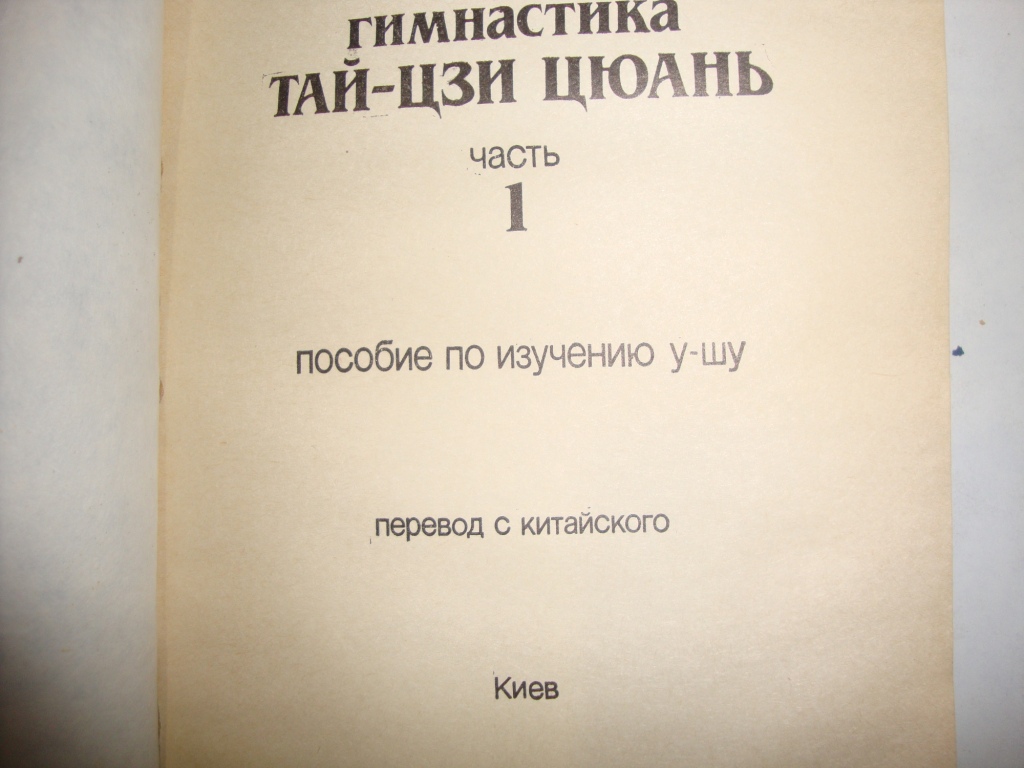 гимнастика
ТАЙ-ЦЗИ ЦЮАНЬ
часть
1
пособие по изучению у-шу
перевод с китайского
Киев